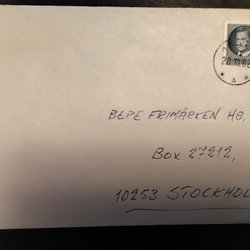 BEPE FRIMÄRKEN HB,
Box 27212,
10253 STOCKHOL